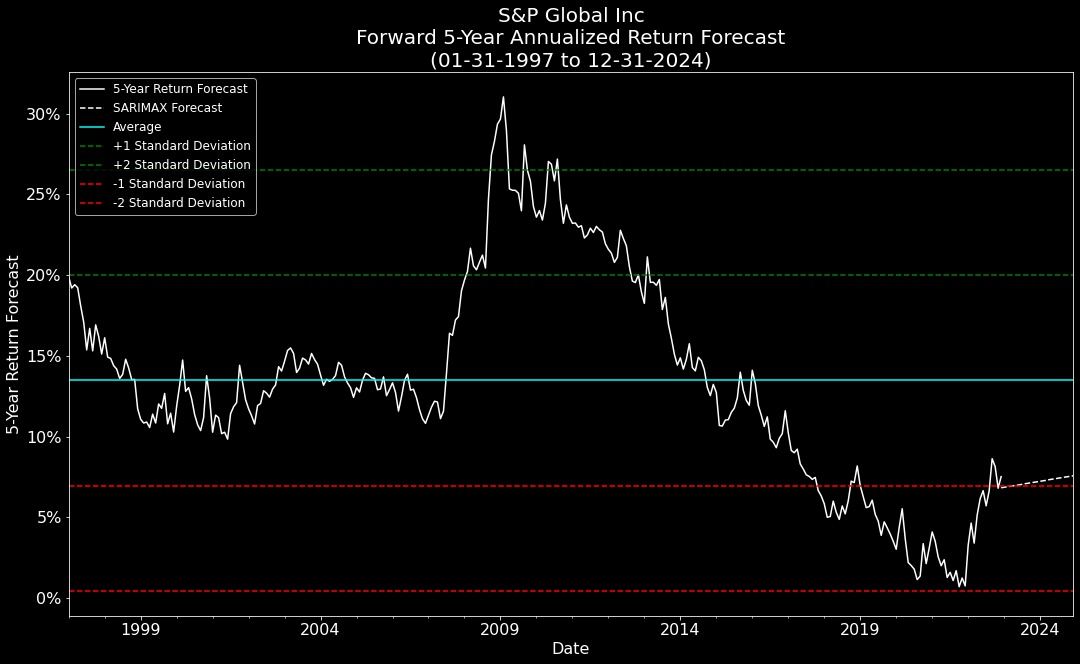 S&P Global Inc
Forward 5-Year Annualized Return Forecast
(01-31-1997 to 12-31-2024)
5-Year Return Forecast
SARIMAX Forecast
Average
+1 Standard Deviation
+2 Standard Deviation
-1 Standard Deviation
-2 Standard Deviation
5-Year Return Forecast
30%
25%
20%
15%
10%
5%
0%
1999 2004 2009 2014 2019 2024
Date